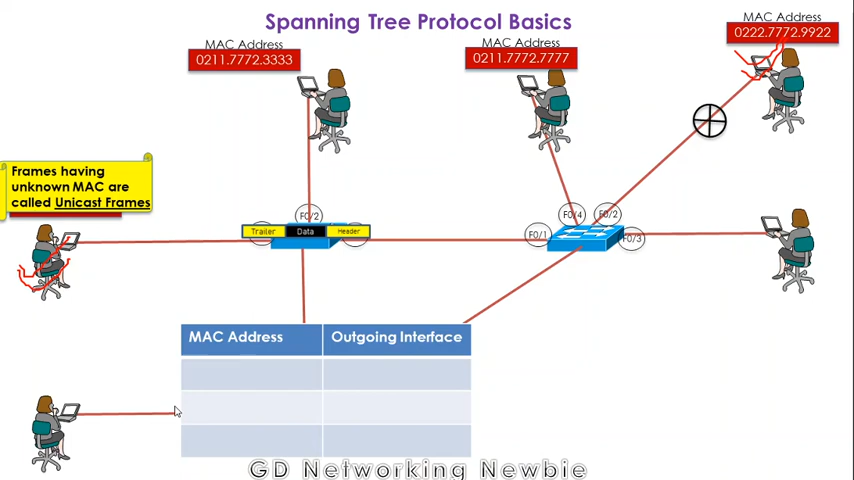 Spanning Tree Protocol Basics
MAC Address
0211.7772.3333
MAC Address
0211.7772.7777
MAC Address
0222.7772.9922
Frames having
unknown MAC are
called Unicast Frames
F0/2
Trailer Data Header
F0/4
F0/2
F0/1
F0/3
MAC Address Outgoing Interface
GD Networking Newbie